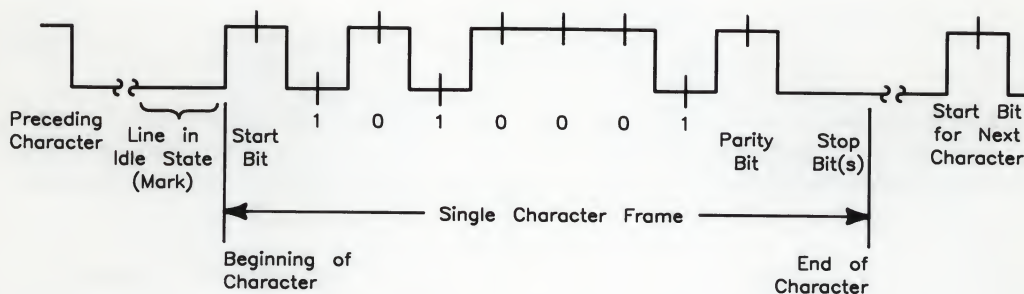 Preceding
Character
Line in
Idle State
(Mark)
Start
Bit
1 0 1 0 0 0 1
Parity
Bit
Stop
Bit(s)
Start Bit
for Next
Character
Single Character Frame
Beginning of
Character
End of
Character